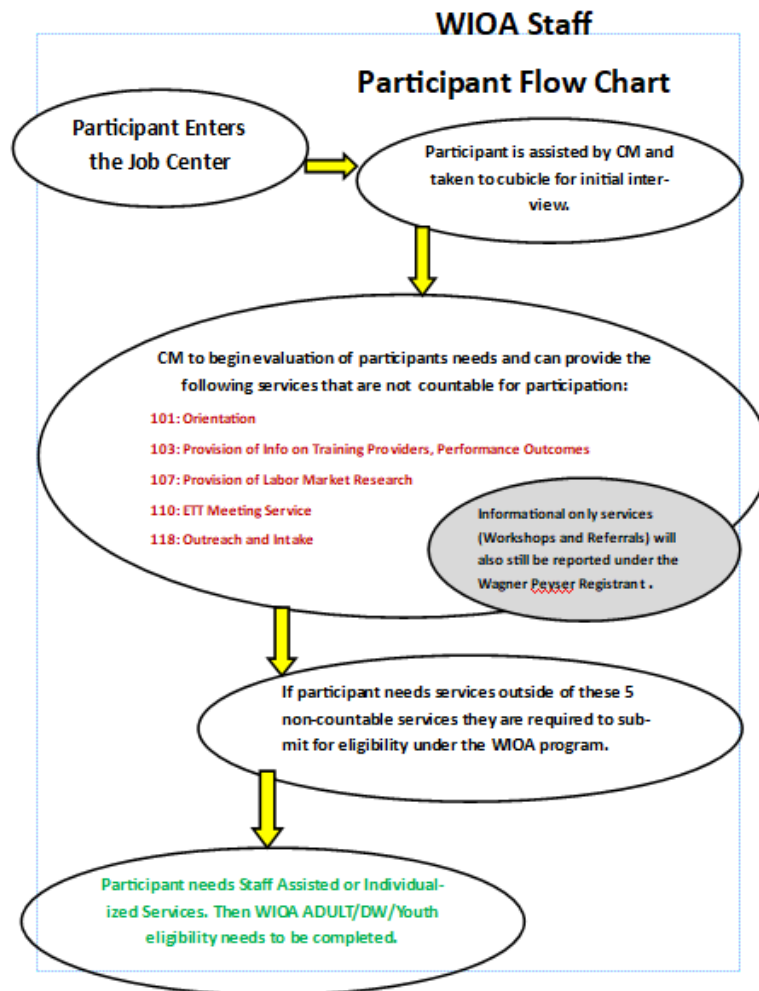 WIOA Staff
Participant Flow Chart
Participant Enters
the Job Center
Participant is assisted by CM and
taken to cubicle for initial inter-
view.
CM to begin evaluation of participants needs and can provide the
following services that are not countable for participation:
101: Orientation
103: Provision of Info on Training Providers, Performance Outcomes
107: Provision of Labor Market Research
110: ETT Meeting Service
118: Outreach and Intake
Informational only services
(Workshops and Referrals) will
also still be reported under the
Wagner Peyser Registrant .
If participant needs services outside of these 5
non-countable services they are required to sub-
mit for eligibility under the WIOA program.
Participant needs Staff Assisted or Individual-
ized Services. Then WIOA ADULT/DW/Youth
eligibility needs to be completed.